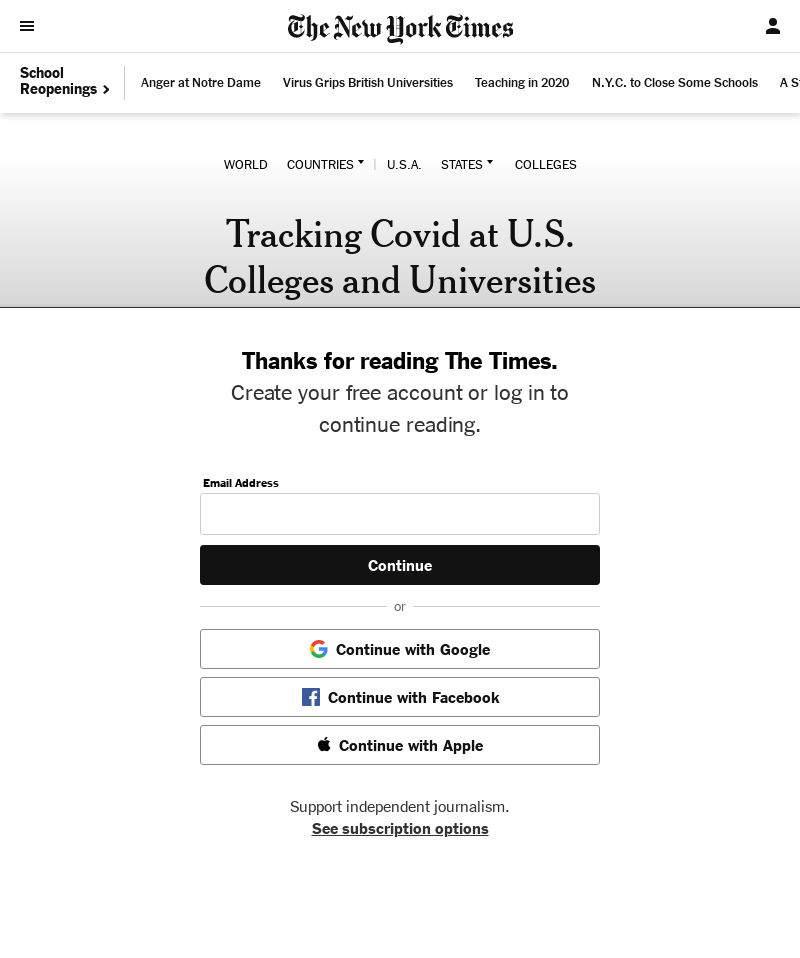 The New York Times
School
Reopenings
Anger at Notre Dame
Virus Grips British Universities
Teaching in 2020
N.Y.C. to Close Some Schools
WORLD
COUNTRIES
U.S.A.
STATES
COLLEGES
Tracking Covid at U.S.
Colleges and Universities
Thanks for reading The Times.
Create your free account or log in to
continue reading.
Email Address
Continue
or
Continue with Google
Continue with Facebook
Continue with Apple
Support independent journalism.
See subscription options